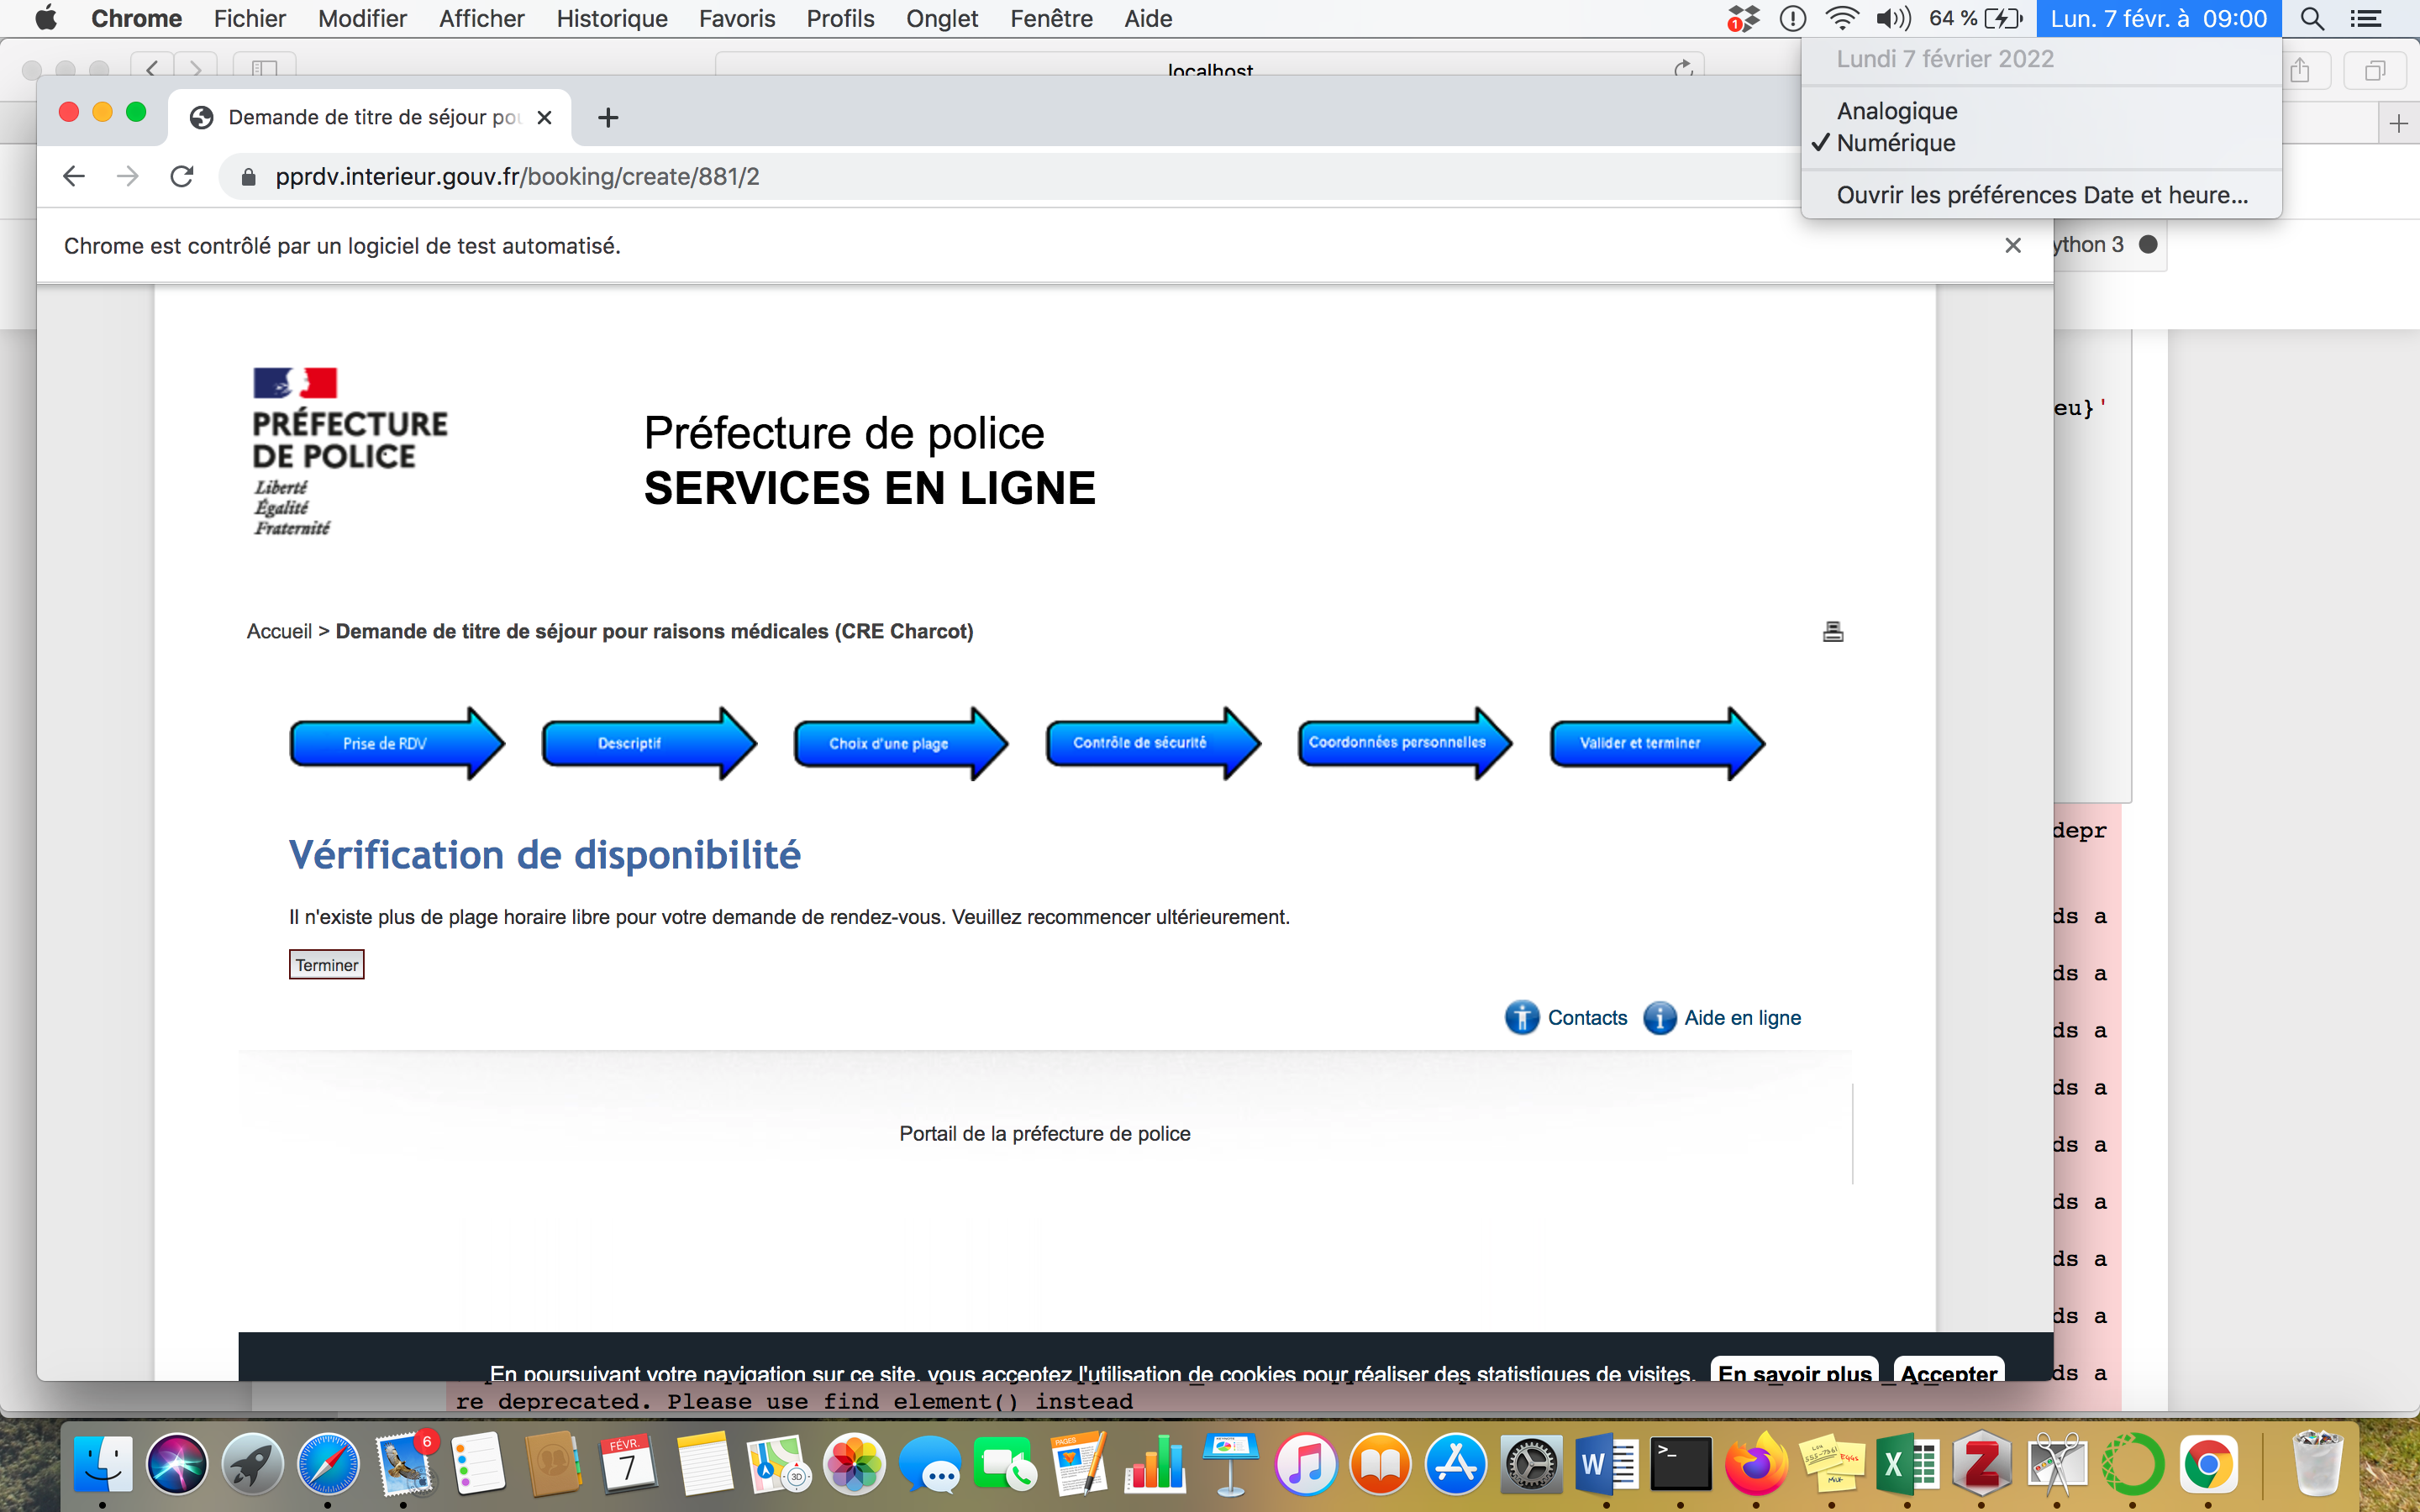 Chrome Fichier Modifier Afficher Historique Favoris Profils Onglet Fenêtre Aide 1 64 % Lun. 7 févr. à 09:00
localhost
Lundi 7 février 2022
Analogique
✓ Numérique
Ouvrir les préférences Date et heure...
Demande de titre de séjour pou
pprdv.interieur.gouv.fr/booking/create/881/2
Chrome est contrôlé par un logiciel de test automatisé.
ython 3
eu}'
PRÉFECTURE
DE POLICE
Liberté
Égalité
Fraternité
Préfecture de police
SERVICES EN LIGNE
Accueil > Demande de titre de séjour pour raisons médicales (CRE Charcot)
Prise de RDV
Descriptif
Choix d'une plage
Contrôle de sécurité
Coordonnées personnelles
Valider et terminer
Vérification de disponibilité
Il n'existe plus de plage horaire libre pour votre demande de rendez-vous. Veuillez recommencer ultérieurement.
Terminer
Contacts Aide en ligne
Portail de la préfecture de police
depr
ds a
ds a
ds a
ds a
ds a
ds a
ds a
ds a
ds a
En poursuivant votre navigation sur ce site, vous acceptez l'utilisation de cookies pour réaliser des statistiques de visites. En savoir plus Accepter
re deprecated. Please use find element() instead
6
FÉVR.
7
3D
PAGES
W
>_
X
Z